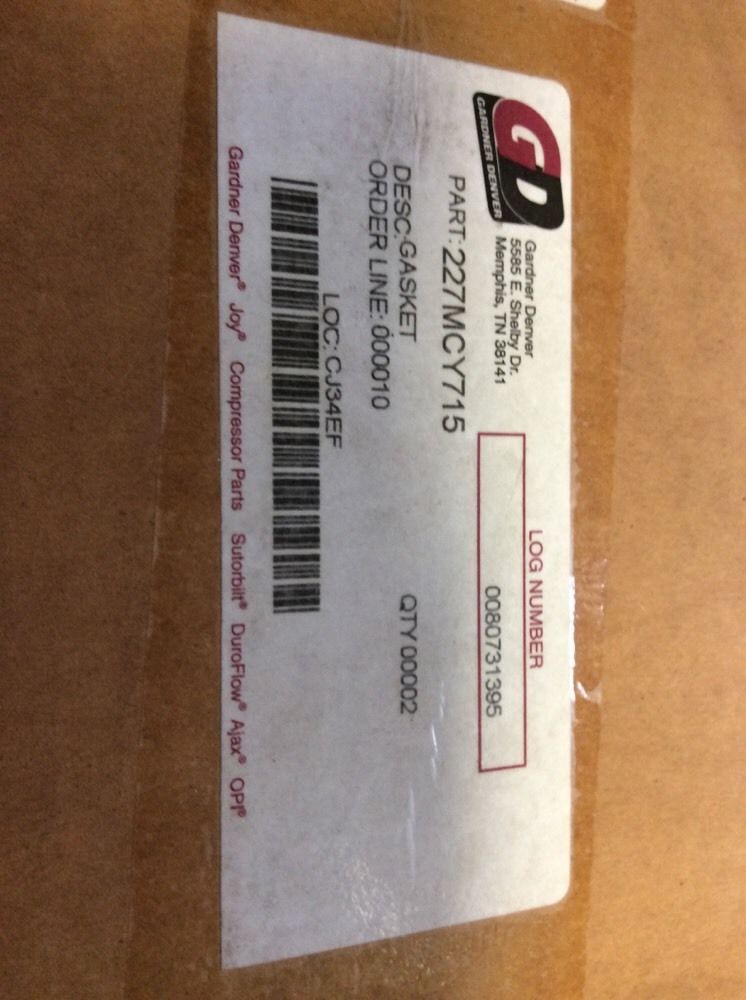 GD
GARDNER DENVER
Gardner Denver
5585 E. Shelby Dr.
Memphis, TN 38141
LOG NUMBER
0080731395
PART: 227MCY715
DESC: GASKET
QTY 00002
ORDER LINE: 000010
LOC: CJ34EF
Gardner Denver® Joy® Compressor Parts Sutorbilt® DuroFlow® Ajax® OPI®